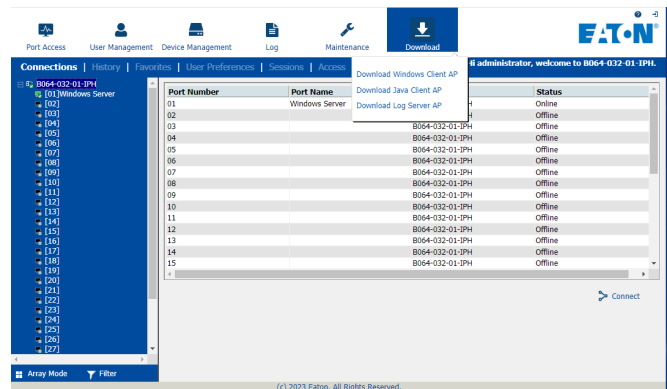 EATON
Port Access User Management Device Management Log Maintenance Download
Connections | History | Favorites | User Preferences | Sessions | Access administrator, welcome to B064-032-01-IPH.
Download Windows Client AP
Download Java Client AP
Download Log Server AP
B064-032-01-IPH
[01]Windows Server
[02]
[03]
[04]
[05]
[06]
[07]
[08]
[09]
[10]
[11]
[12]
[13]
[14]
[15]
[16]
[17]
[18]
[19]
[20]
[21]
[22]
[23]
[24]
[25]
[26]
[27]
Array Mode Filter
Port Number Port Name Status
01 Windows Server H Online
02 Offline
03 B064-032-01-IPH Offline
04 B064-032-01-IPH Offline
05 B064-032-01-IPH Offline
06 B064-032-01-IPH Offline
07 B064-032-01-IPH Offline
08 B064-032-01-IPH Offline
09 B064-032-01-IPH Offline
10 B064-032-01-IPH Offline
11 B064-032-01-IPH Offline
12 B064-032-01-IPH Offline
13 B064-032-01-IPH Offline
14 B064-032-01-IPH Offline
15 B064-032-01-IPH Offline
Connect
(c) 2023 Eaton. All Rights Reserved.